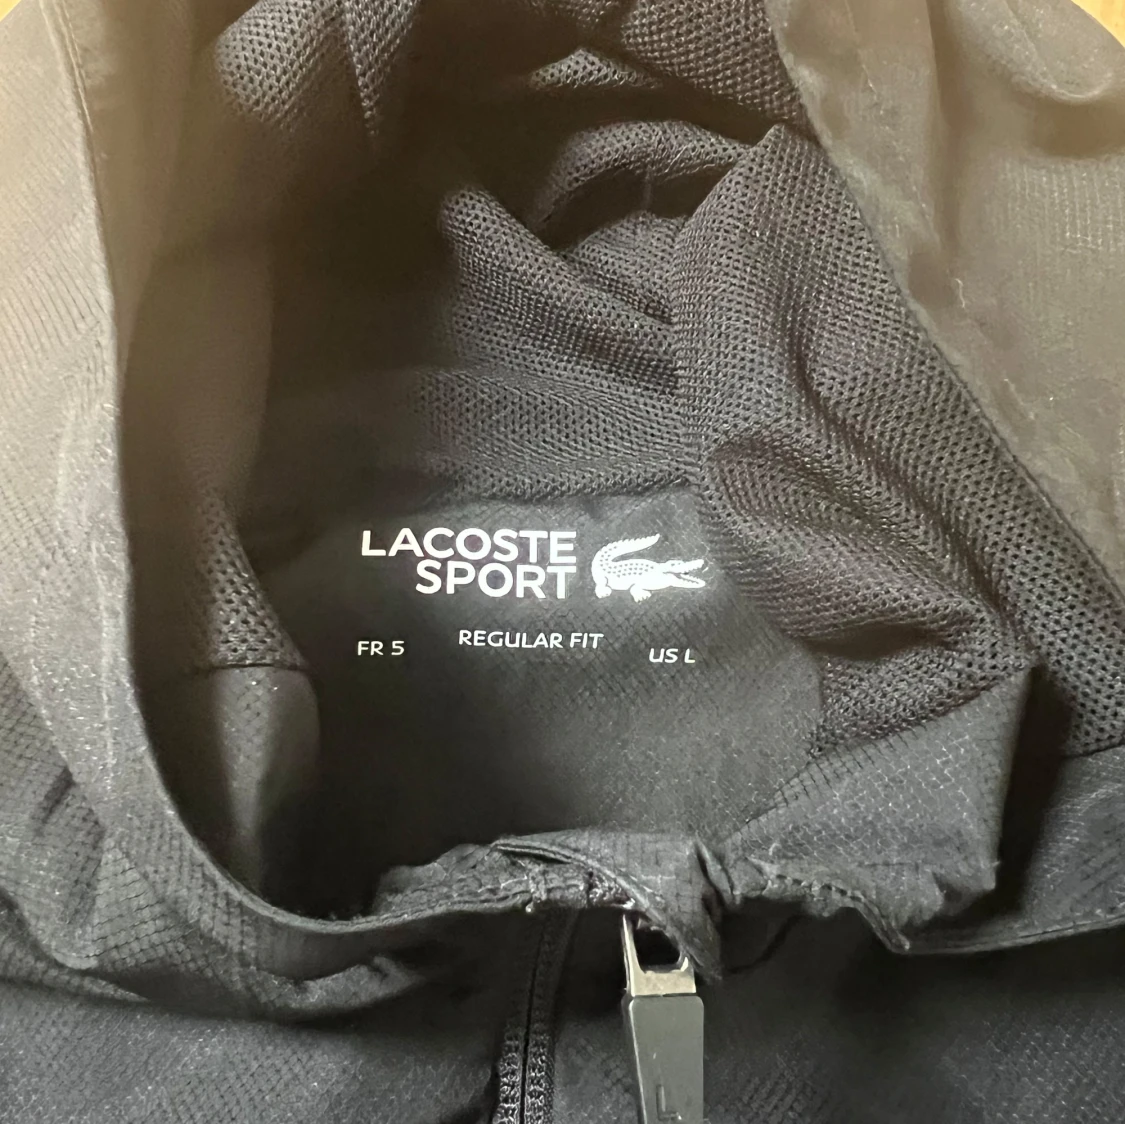 LACOSTE
SPORT
FR 5 REGULAR FIT US L